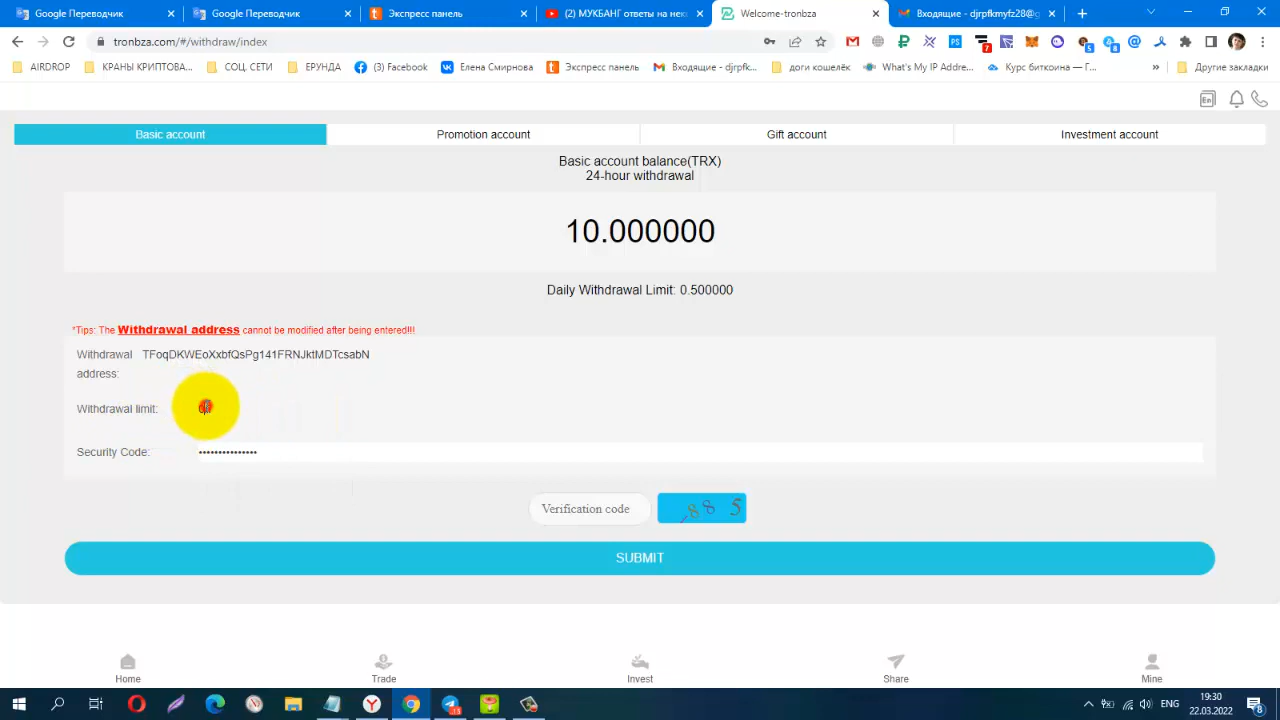 Google Переводчик
Google Переводчик
Экспресс панель
(2) МУКБАНГ ответы на нек
Welcome-tronbza
Входящие - djrpfkmyfz28@g
tronbza.com/#/withdraw/index
AIRDROP
КРАНЫ КРИПТОВА...
СОЦ. СЕТИ
ЕРУНДА
(3) Facebook
Елена Смирнова
Экспресс панель
Входящие - djrpfk...
доги кошелёк
What's My IP Addre...
Курс биткоина — Г...
»
Другие закладки
En
Basic account
Promotion account
Gift account
Investment account
Basic account balance(TRX)
24-hour withdrawal
10.000000
Daily Withdrawal Limit: 0.500000
*Tips: The Withdrawal address cannot be modified after being entered!!!
Withdrawal address:
TFoqDKWEoXxbfQsPg141FRNJktMDTcsabN
Withdrawal limit:
Security Code:
•••••••••••••••
Verification code
8 8 5
SUBMIT
Home
Trade
Invest
Share
Mine
ENG
19:30
22.03.2022